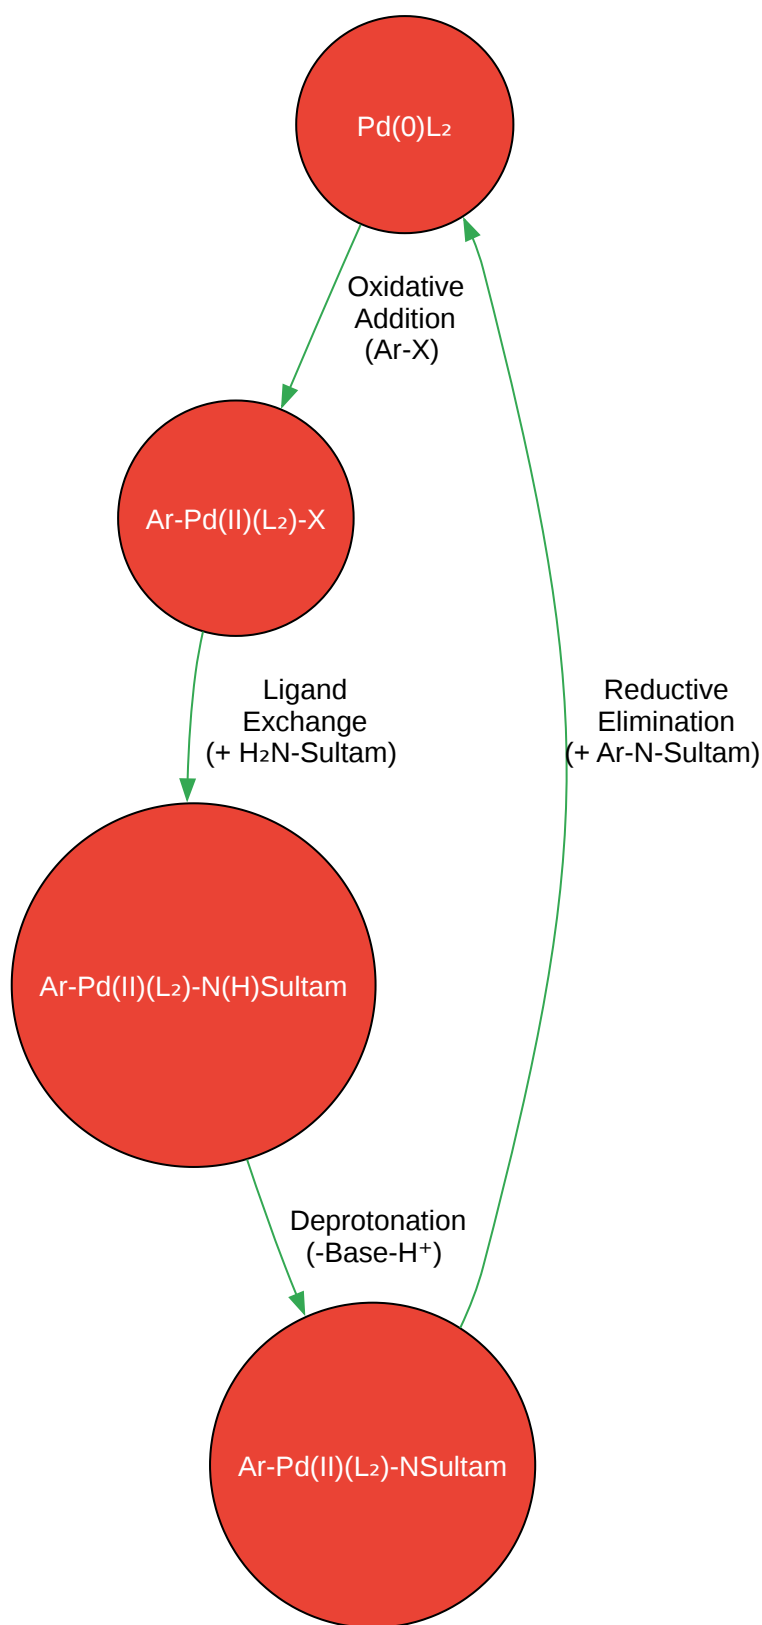 Pd(0)L₂
Oxidative
Addition
(Ar-X)
Ar-Pd(II)(L₂)-X
Ligand
Exchange
(+ H₂N-Sultam)
Reductive
Elimination
(+ Ar-N-Sultam)
Ar-Pd(II)(L₂)-N(H)Sultam
Deprotonation
(-Base-H⁺)
Ar-Pd(II)(L₂)-NSultam